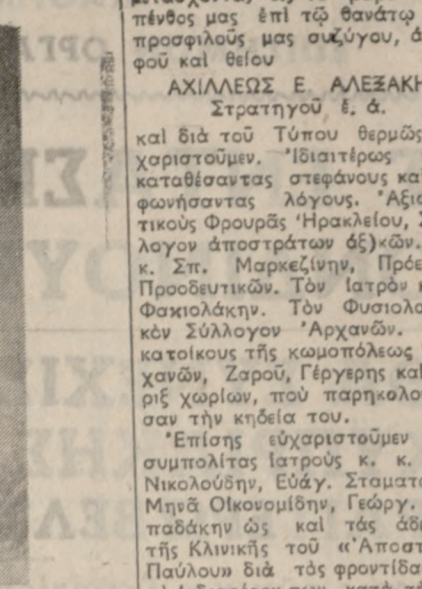 πένθος μας ἐπὶ τῷ θανάτῳ
προσφιλοῦς μας συζύγου, ἀ
φοῦ καὶ θείου
ΑΧΙΛΛΕΩΣ Ε. ΑΛΕΞΑΚΗ
Στρατηγοῦ ἐ. ἀ.
καὶ διὰ τοῦ Τύπου θερμῶς
χαριστοῦμεν. Ἰδιαιτέρως
καταθέσαντας στεφάνους κα
φωνήσαντας λόγους. Ἀξιω
τικοὺς Φρουρᾶς Ἡρακλείου, Σ
λογον ἀποστράτων ἀξ)κῶν.
κ. Σπ. Μαρκεζίνην, Πρόε
Προοδευτικῶν. Τὸν ἰατρὸν κ
Φακιολάκην. Τὸν Φυσιολα
κὸν Σύλλογον Ἀρχανῶν.
κατοίκους τῆς κωμοπόλεως
χανῶν, Ζαροῦ, Γέργερης καὶ
ριξ χωρίων, ποὺ παρηκολού
σαν τὴν κηδεία του.
Ἐπίσης εὐχαριστοῦμεν
συμπολίτας ἰατροὺς κ. κ.
Νικολούδην, Εὐάγ. Σταματ
Μηνᾶ Οἰκονομίδην, Γεώργ.
παδάκην ὡς καὶ τὰς ἀδε
τῆς Κλινικῆς τοῦ «Ἀποστ
Παύλου» διὰ τὰς φροντίδα